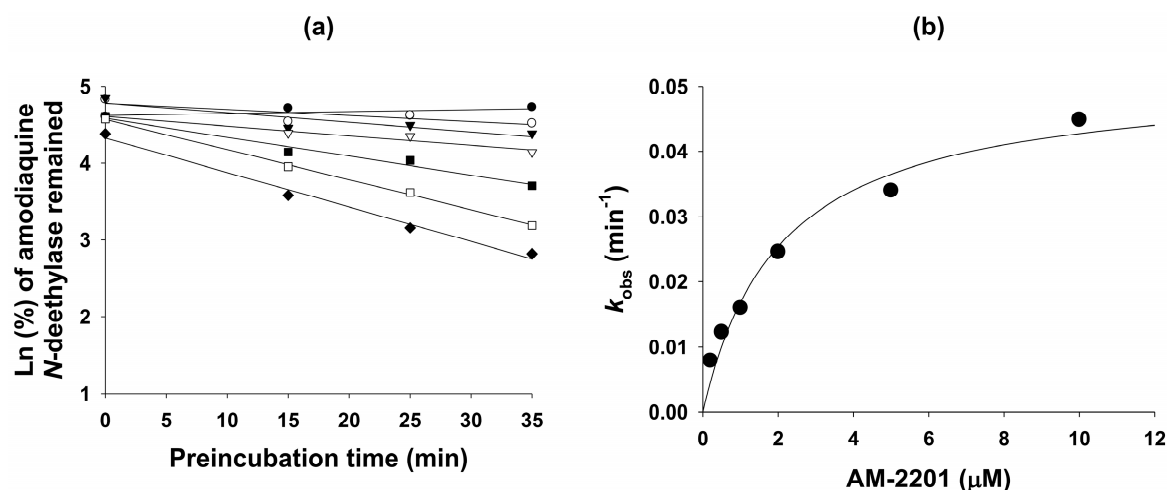 (a)
Ln (%) of amodiaquine
N-deethylase remained
5
4
3
2
1
0 5 10 15 20 25 30 35
Preincubation time (min)
(b)
kobs (min-1)
0.05
0.04
0.03
0.02
0.01
0.00
0 2 4 6 8 10 12
AM-2201 (μM)